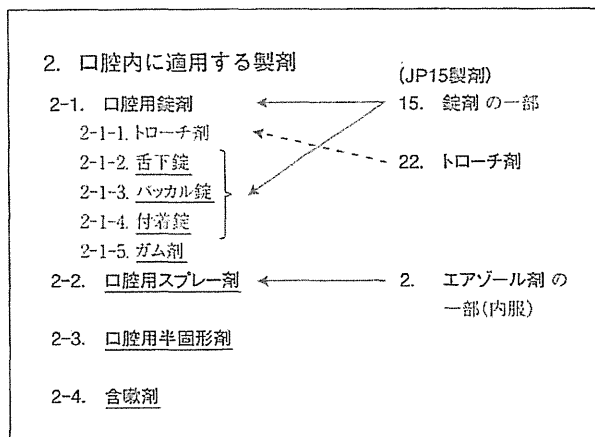 2. 口腔内に適用する製剤
(JP15製剤)
2-1. 口腔用錠剤
15. 錠剤 の一部
2-1-1. トローチ剤
22. トローチ剤
2-1-2. 舌下錠
2-1-3. バッカル錠
2-1-4. 付着錠
2-1-5. ガム剤
2-2. 口腔用スプレー剤
2. エアゾール剤 の
一部(内服)
2-3. 口腔用半固形剤
2-4. 含嗽剤